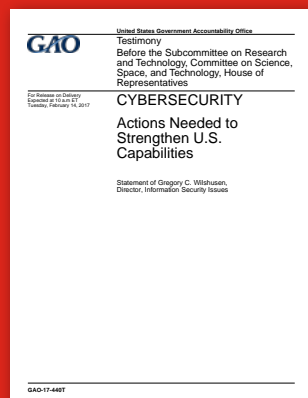 United States Government Accountability Office
GAO
Testimony
Before the Subcommittee on Research
and Technology, Committee on Science,
Space, and Technology, House of
Representatives
For Release on Delivery
Expected at 10 a.m ET
Tuesday, February 14, 2017
CYBERSECURITY
Actions Needed to
Strengthen U.S.
Capabilities
Statement of Gregory C. Wilshusen,
Director, Information Security Issues
GAO-17-440T